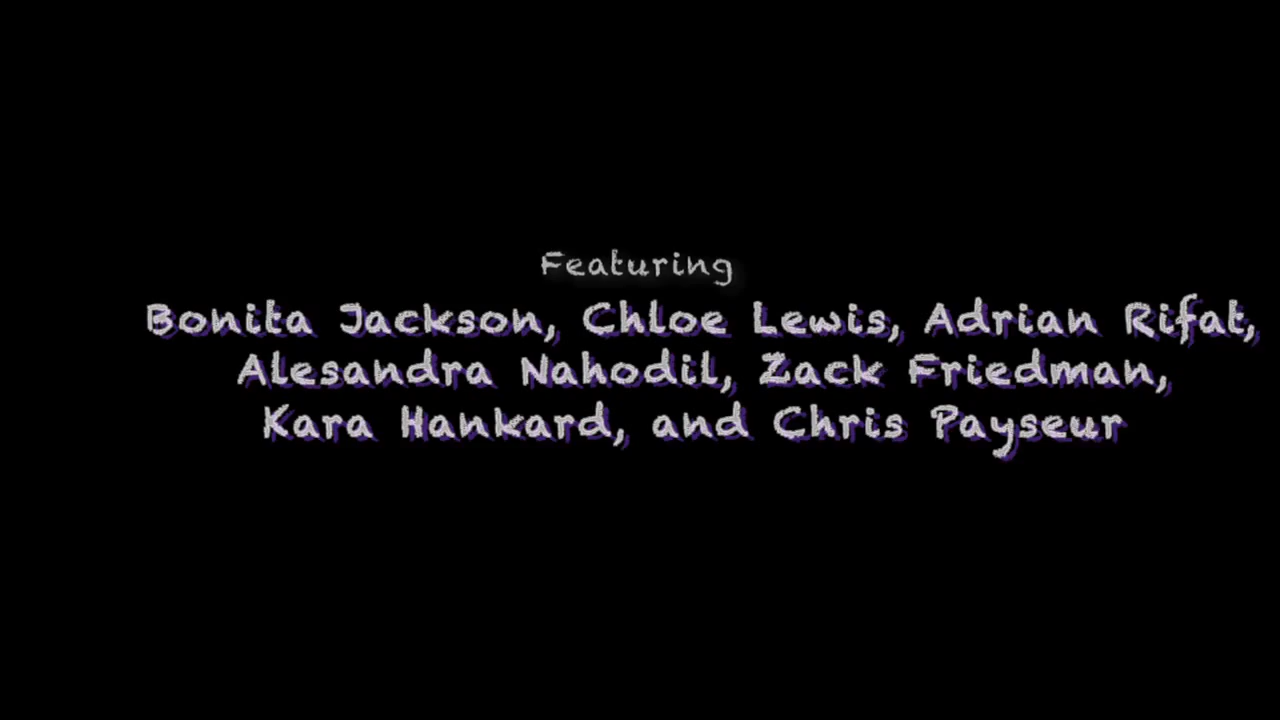 Featuring
Bonita Jackson, Chloe Lewis, Adrian Rifat,
Alesandra Nahodil, Zack Friedman,
Kara Hankard, and Chris Payseur